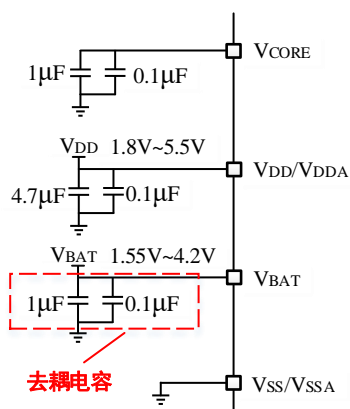 1μF 0.1μF VCORE
VDD 1.8V~5.5V
4.7μF 0.1μF VDD/VDDA
VBAT 1.55V~4.2V
1μF 0.1μF VBAT
去耦电容
VSS/VSSA